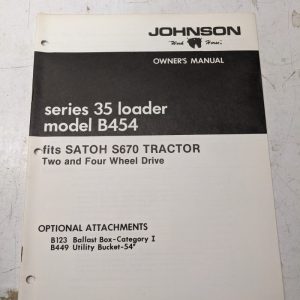 JOHNSON
"Work Horse's"
OWNER'S MANUAL
series 35 loader
model B454
fits SATOH S670 TRACTOR
Two and Four Wheel Drive
OPTIONAL ATTACHMENTS
B123 Ballast Box-Category I
B449 Utility Bucket-54"